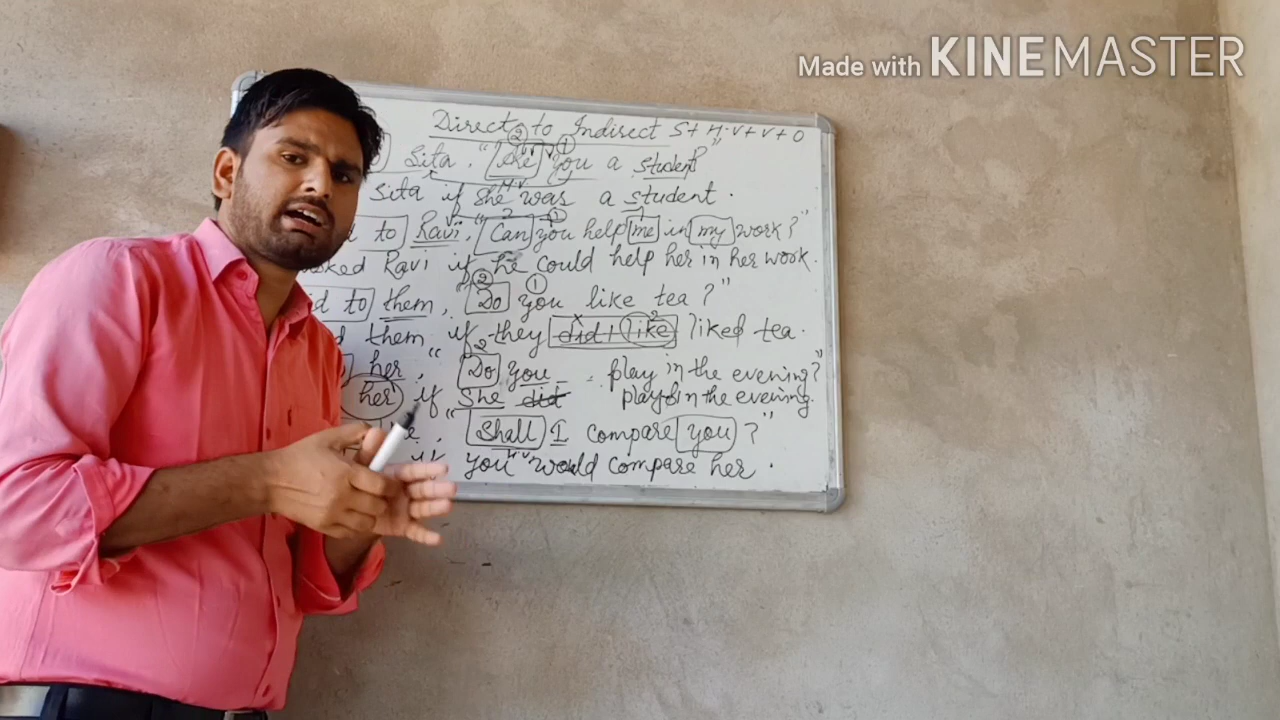 Made with KINEMASTER
Direct to Indirect S+H.V+V+O
Sita, " you a student"
Sita if she was a student.
to Ravi, "Can you help me in my work?"
asked Ravi if he could help her in her work.
to them, "Do you like tea?"
them if they did like liked tea.
her, "Do you play in the evening?"
her if she did played in the evening.
, "Shall I compare you?"
if you would compare her.